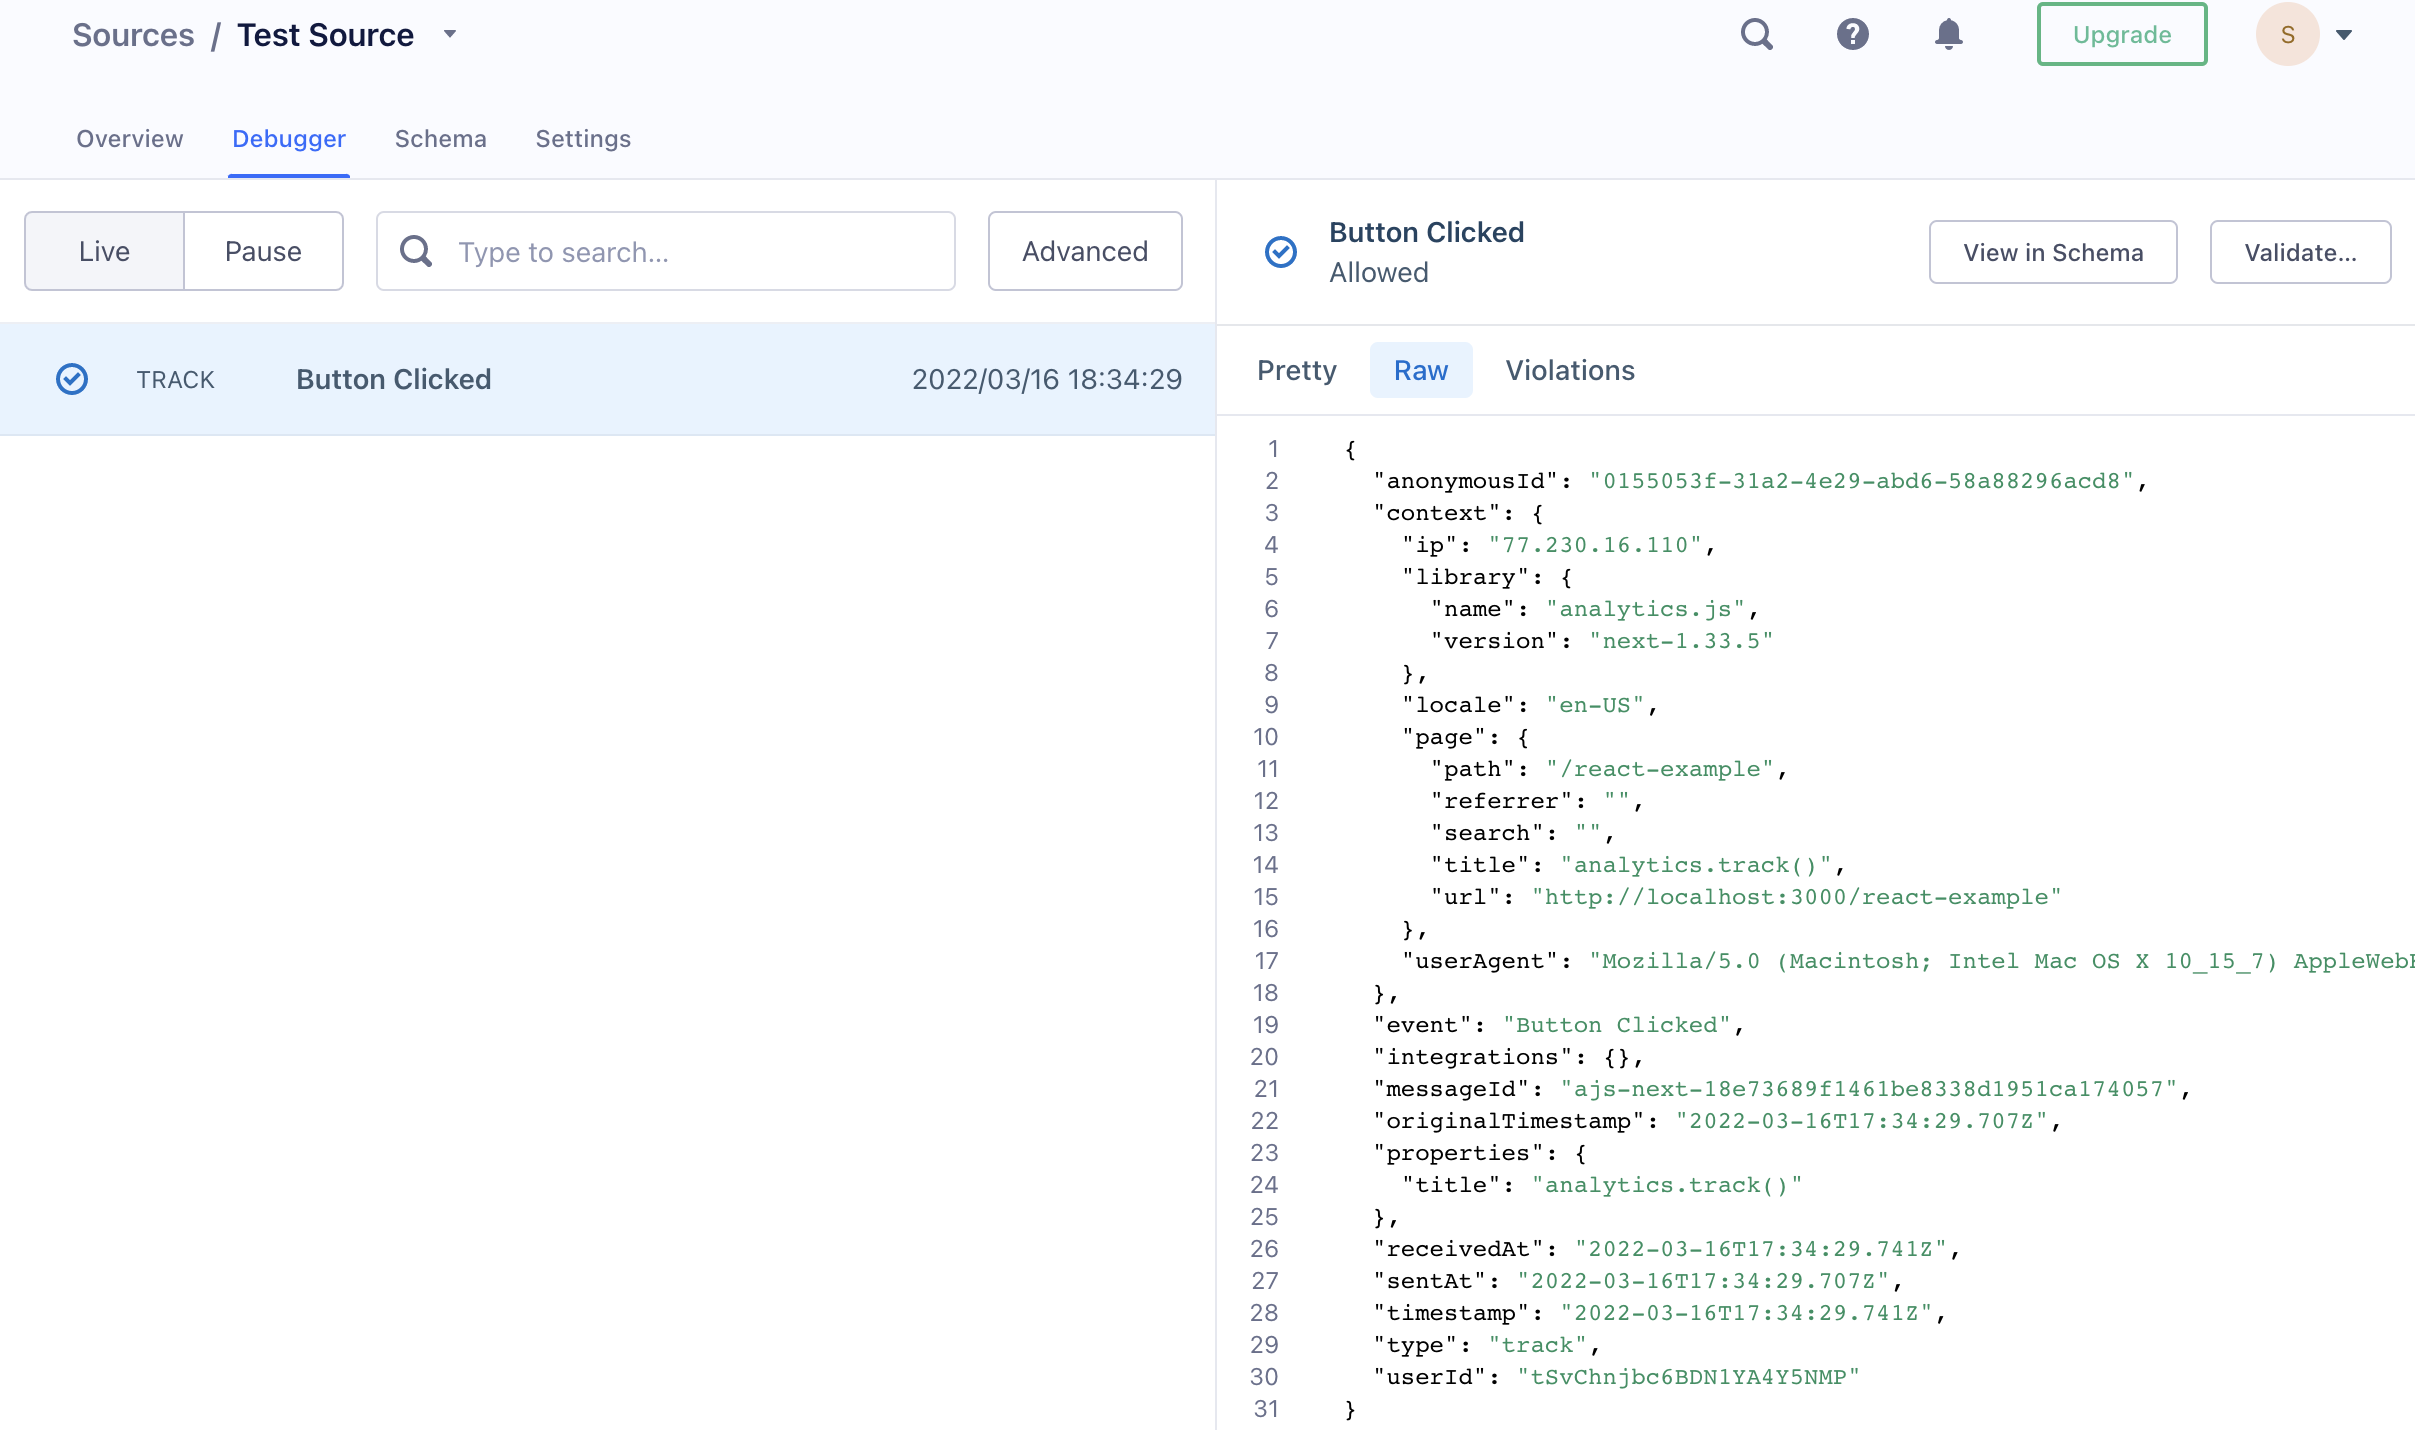 Sources / Test Source
Upgrade
S
Overview Debugger Schema Settings
Live Pause Type to search... Advanced
TRACK Button Clicked 2022/03/16 18:34:29
Button Clicked
Allowed
View in Schema Validate...
Pretty Raw Violations
1 {
2 "anonymousId": "0155053f-31a2-4e29-abd6-58a88296acd8",
3 "context": {
4 "ip": "77.230.16.110",
5 "library": {
6 "name": "analytics.js",
7 "version": "next-1.33.5"
8 },
9 "locale": "en-US",
10 "page": {
11 "path": "/react-example",
12 "referrer": "",
13 "search": "",
14 "title": "analytics.track()",
15 "url": "http://localhost:3000/react-example"
16 },
17 "userAgent": "Mozilla/5.0 (Macintosh; Intel Mac OS X 10_15_7)
18 },
19 "event": "Button Clicked",
20 "integrations": {},
21 "messageId": "ajs-next-18e73689f1461be8338d1951ca174057",
22 "originalTimestamp": "2022-03-16T17:34:29.707Z",
23 "properties": {
24 "title": "analytics.track()"
25 },
26 "receivedAt": "2022-03-16T17:34:29.741Z",
27 "sentAt": "2022-03-16T17:34:29.707Z",
28 "timestamp": "2022-03-16T17:34:29.741Z",
29 "type": "track",
30 "userId": "tSvChnjbc6BDN1YA4Y5NMP"
31 }